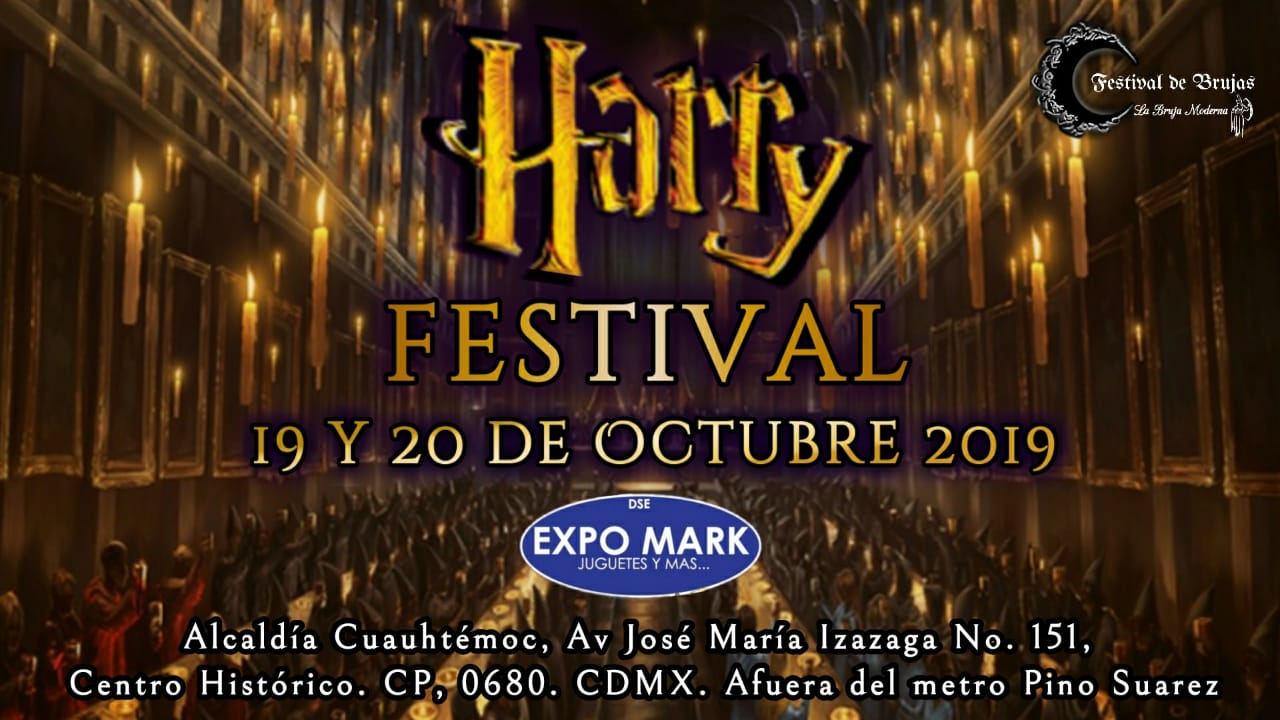 Harry
Festival de Brujas
La Bruja Moderna
FESTIVAL
19 Y 20 DE OCTUBRE 2019
DSE
EXPO MARK
JUGUETES Y MAS...
Alcaldía Cuauhtémoc, Av José María Izazaga No. 151,
Centro Histórico. CP, 0680. CDMX. Afuera del metro Pino Suarez